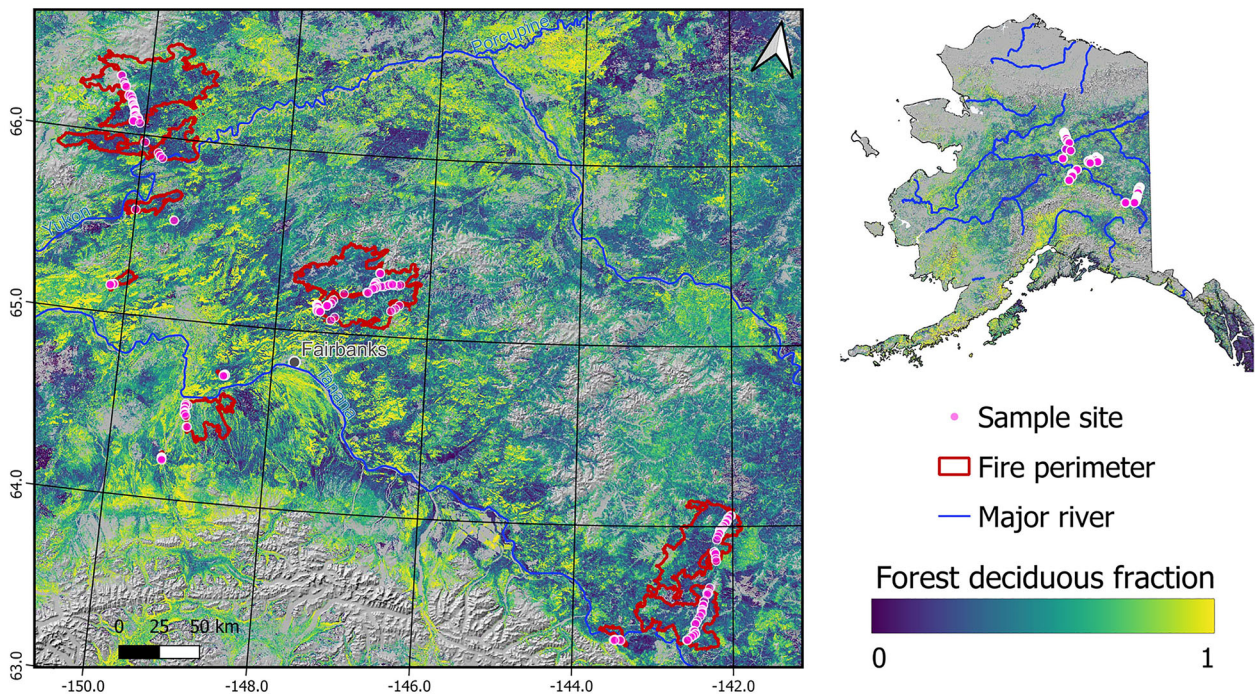 Porcupine
66.0
Yukon
65.0
Fairbanks
Tanana
64.0
63.0
0 25 50 km
-150.0 -148.0 -146.0 -144.0 -142.0
Sample site
Fire perimeter
Major river
Forest deciduous fraction
0 1